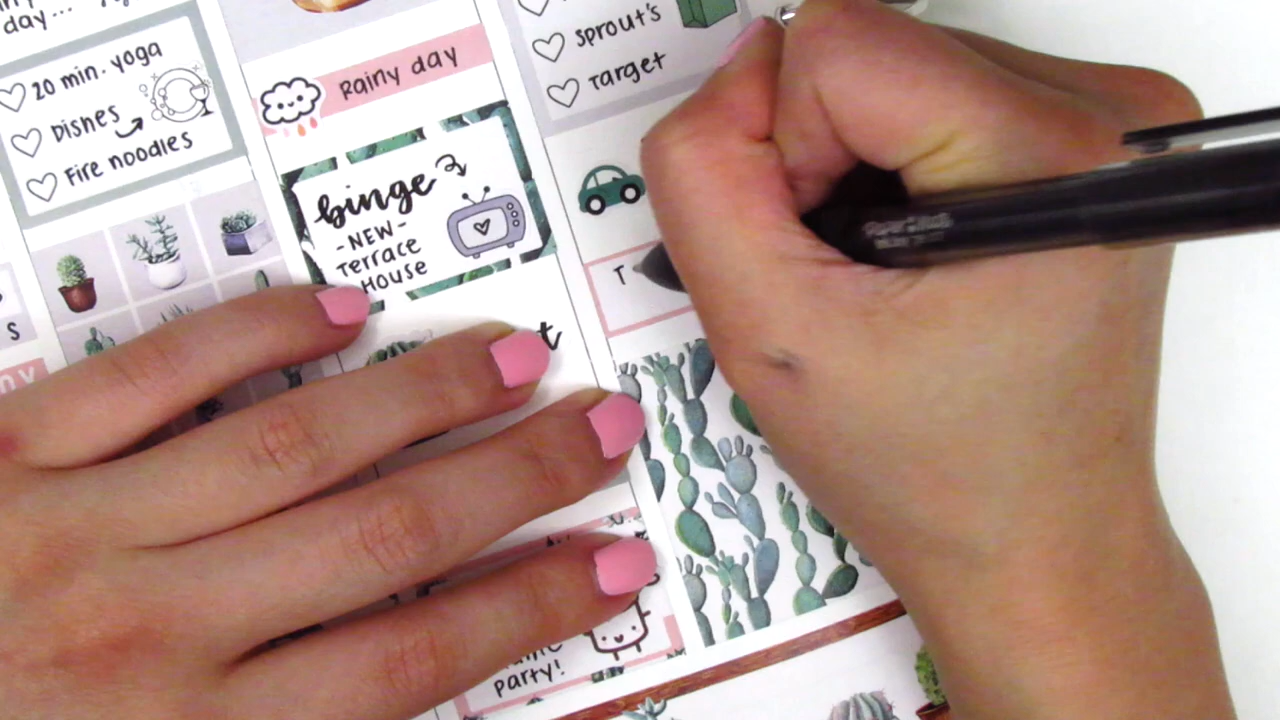 day...
20 min. yoga
Dishes
Fire noodles
S
Rainy day
binge
-NEW-
Terrace
House
party!
sprout's
Target
T